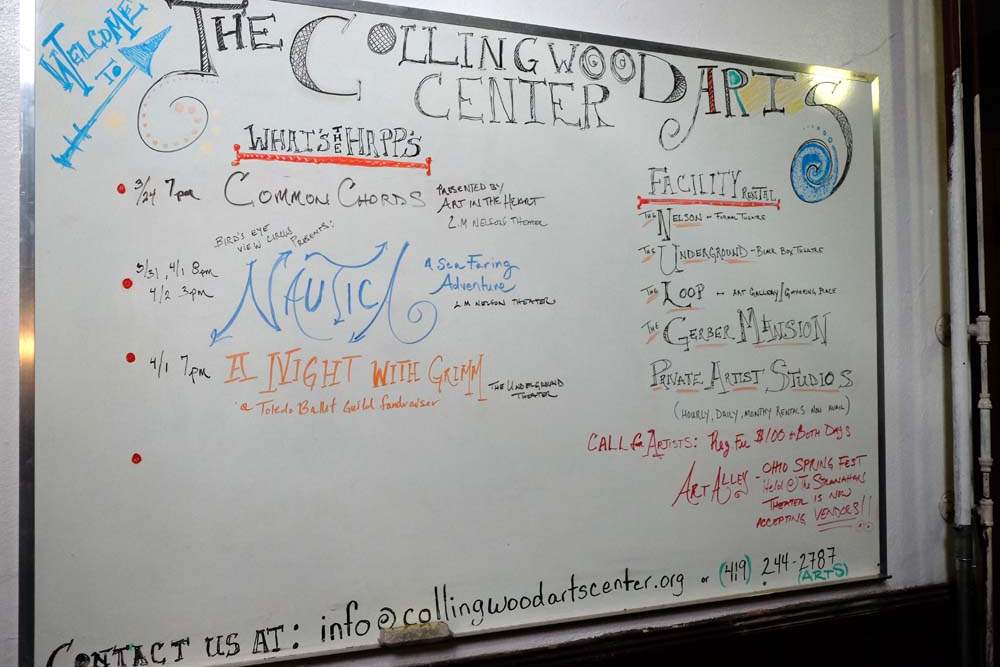 WELCOME
TO
THE COLLINGWOOD ARTS
CENTER
WHAT'S THE HAPP'S
3/24 7pm COMMON CHORDS PRESENTED BY
ART IN THE HEIGHT
L.M NELSON THEATER
BIRD'S EYE
VIEW CIRCUS PRESENTS:
3/31, 4/1 8pm
4/2 3pm
NAUTICA
A Sea Faring
Adventure
L M NELSON THEATER
4/1 7pm A NIGHT WITH GRIMM THE UNDERGROUND
THEATER
a Toledo Ballet Guild fundraiser
FACILITY RENTAL
THE NELSON - FORMAL THEATRE
THE UNDERGROUND - BLACK BOX THEATRE
THE LOOP - ART GALLERY/GATHERING PLACE
THE GERBER MANSION
PRIVATE ARTIST STUDIOS
(HOURLY, DAILY, MONTHY RENTALS NOW AVAIL)
CALL for ARTISTS: Reg Fee $100 BOTH DAYS
ART ALLEY - OHIO SPRING FEST
Held @ The STRANAHAN
THEATER IS NOW
ACCEPTING VENDORS!!
CONTACT US AT: info@collingwoodartscenter.org or (419) 244-2787
(ARTS)